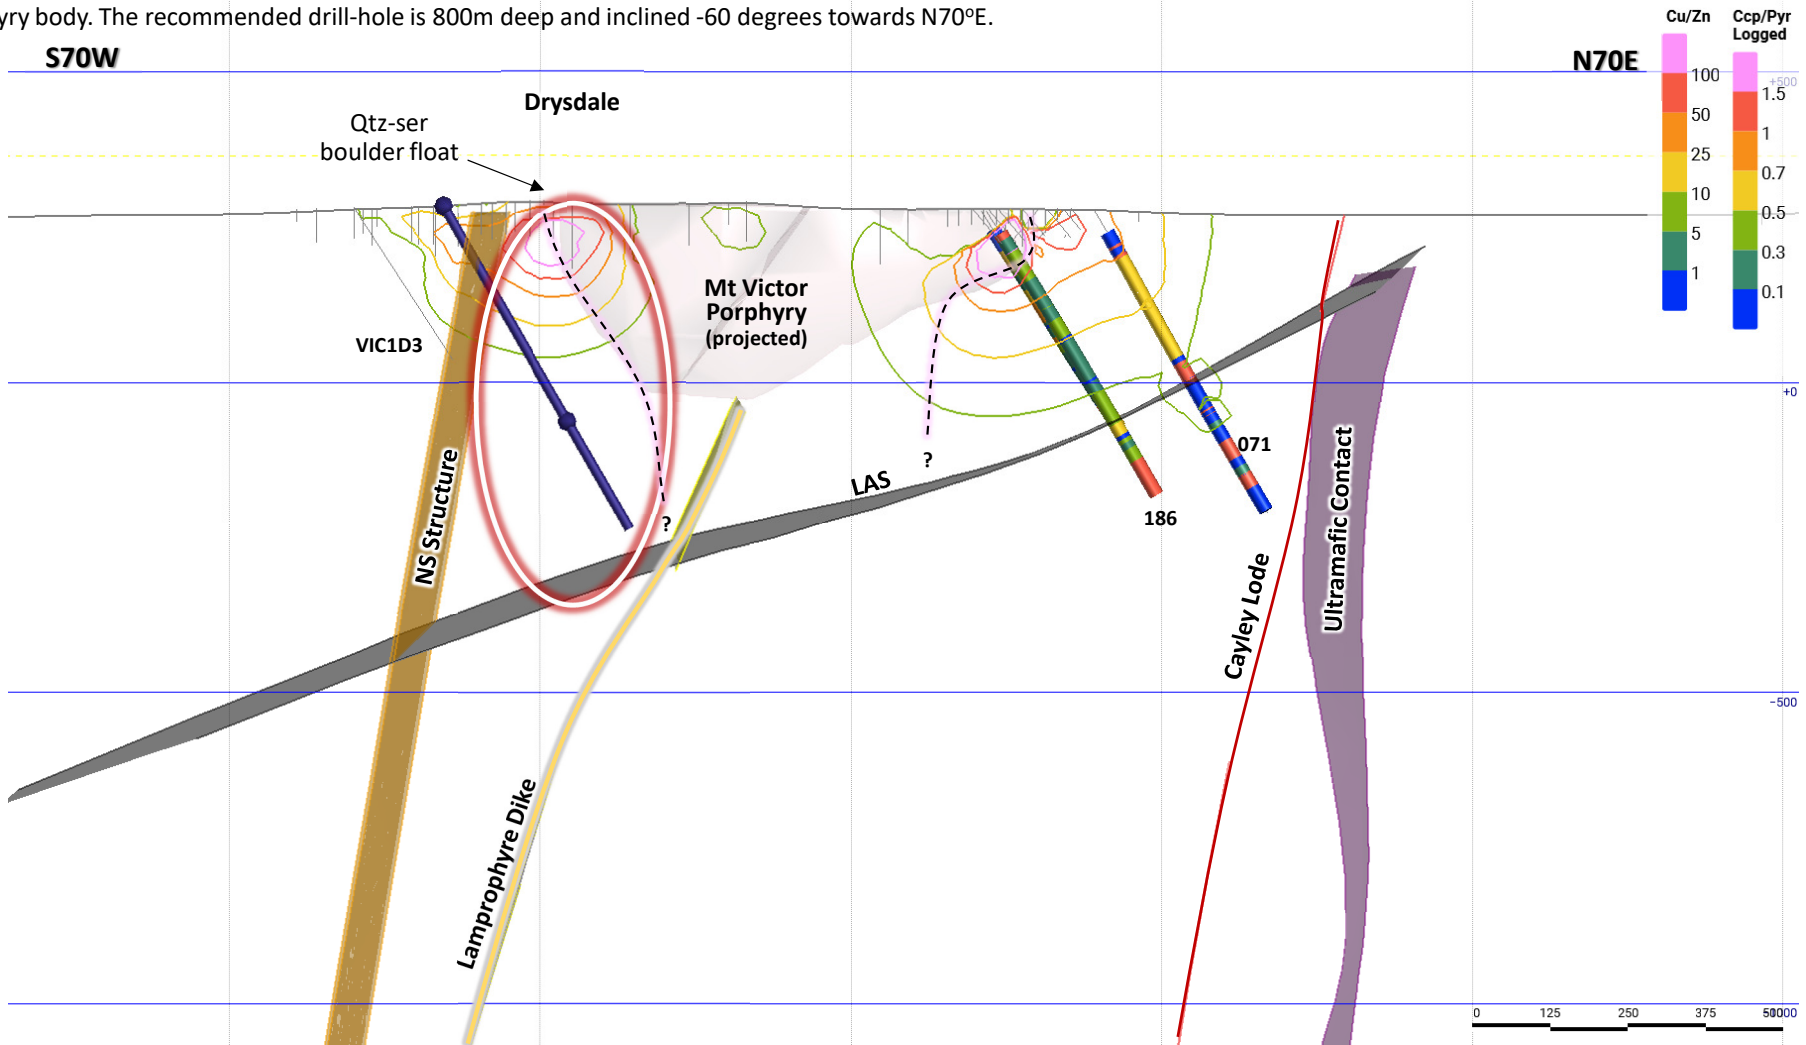 yry body. The recommended drill-hole is 800m deep and inclined -60 degrees towards N70ºE.
S70W
N70E
Cu/Zn
Ccp/Pyr
Logged
100
50
25
10
5
1
1.5
1
0.7
0.5
0.3
0.1
+500
Drysdale
Qtz-ser
boulder float
Mt Victor
Porphyry
(projected)
VIC1D3
+0
?
071
LAS
186
?
NS Structure
Cayley Lode
Ultramafic Contact
-500
Lamprophyre Dike
0
125
250
375
500
-1000